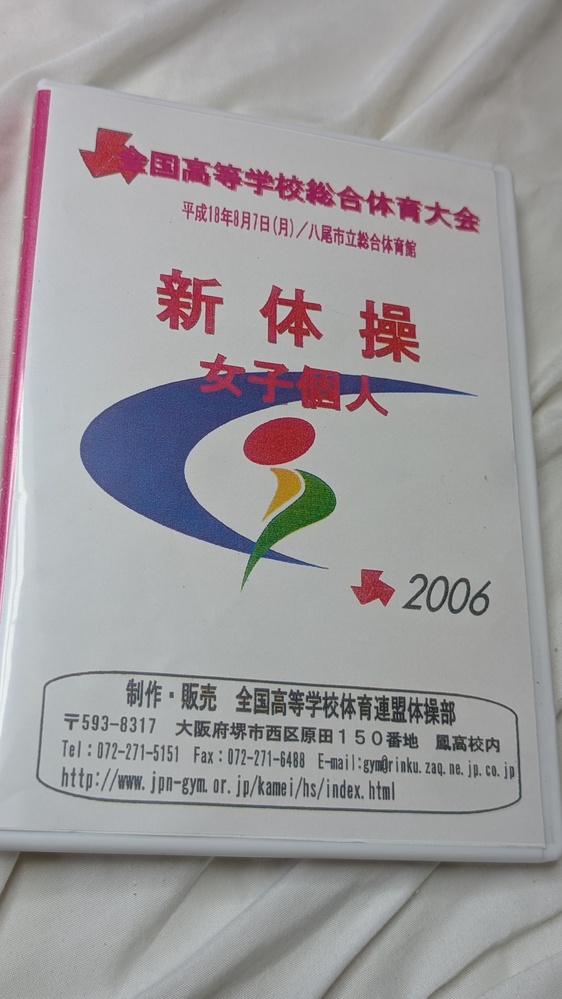 全国高等学校総合体育大会
平成18年8月7日(月)／八尾市立総合体育館
新体操
女子個人
2006
制作・販売　全国高等学校体育連盟体操部
〒593-8317　大阪府堺市西区原田１５０番地　鳳高校内
Tel：072-271-5151　Fax：072-271-6488　E-mail:gym@rinku.zaq.ne.jp.co.jp
http://www.jpn-gym.or.jp/kamei/hs/index.html